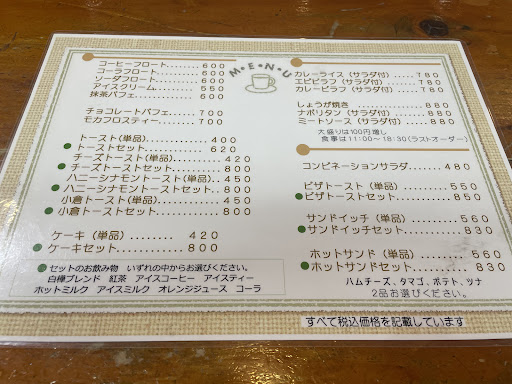 MENU
コーヒーフロート......600
コーラフロート........600
ソーダフロート........600
アイスクリーム........550
抹茶パフェ............600
チョコレートパフェ......700
モカフロスティー........700
トースト(単品)........400
●トーストセット........620
チーズトースト(単品)....420
●チーズトーストセット......800
ハニーシナモントースト(単品)..450
●ハニーシナモントーストセット..800
小倉トースト(単品)......450
●小倉トーストセット......800
ケーキ(単品)........420
●ケーキセット........800
●セットのお飲み物 いずれの中からお選びください。
白樺ブレンド 紅茶 アイスコーヒー アイスティー
ホットミルク アイスミルク オレンジジュース コーラ
カレーライス(サラダ付)....780
エビピラフ(サラダ付)......780
カレーピラフ(サラダ付)....780
しょうが焼き..........880
ナポリタン(サラダ付)......880
ミートソース(サラダ付)....880
大盛りは100円増し
食事は11:00〜18:30(ラストオーダー)
コンビネーションサラダ....480
ピザトースト(単品)....550
●ピザトーストセット......850
サンドイッチ(単品)....560
●サンドイッチセット......830
ホットサンド(単品)....560
●ホットサンドセット......830
ハムチーズ、タマゴ、ポテト、ツナ
2品お選びください。
すべて税込価格を記載しています